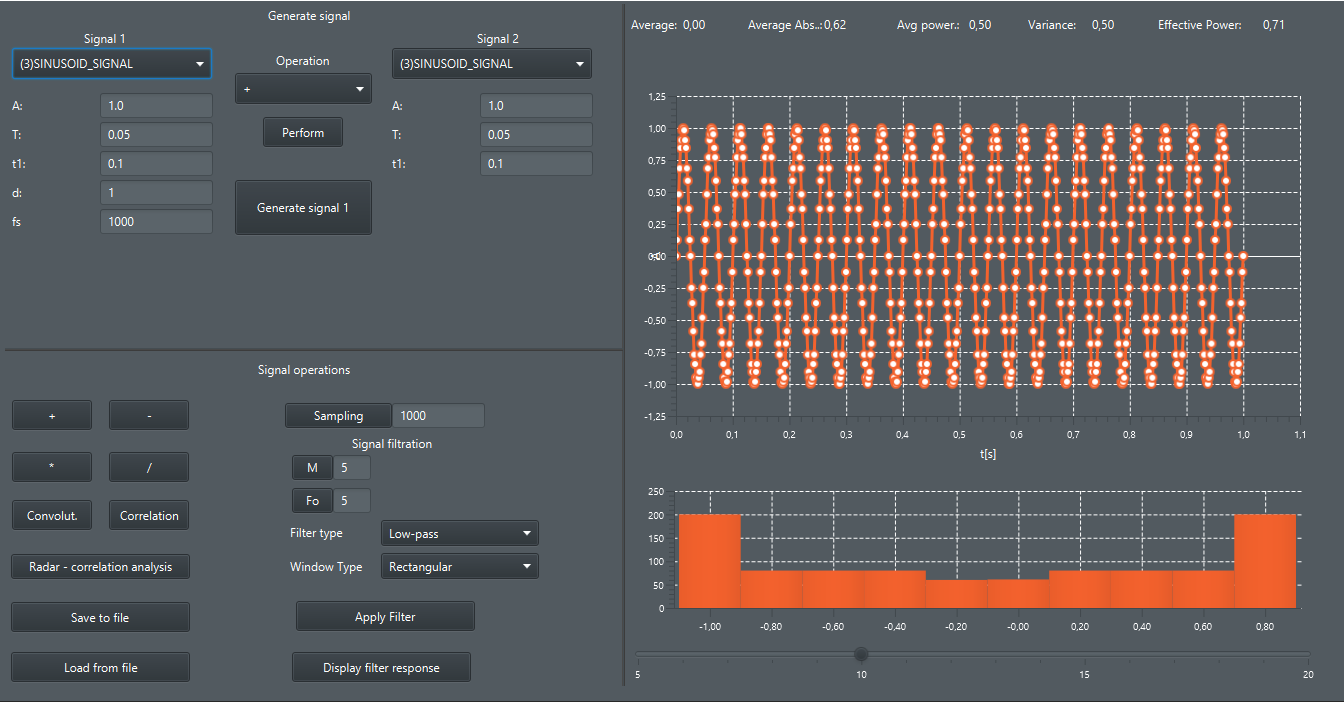 Generate signal
Signal 1
(3)SINUSOID_SIGNAL
A: 1.0
T: 0.05
t1: 0.1
d: 1
fs 1000
Operation
+
Perform
Generate signal 1
Signal 2
(3)SINUSOID_SIGNAL
A: 1.0
T: 0.05
t1: 0.1
Signal operations
+ -
* /
Convolut. Correlation
Radar - correlation analysis
Save to file
Load from file
Sampling 1000
Signal filtration
M 5
Fo 5
Filter type Low-pass
Window Type Rectangular
Apply Filter
Display filter response
Average: 0,00 Average Abs..: 0,62 Avg power.: 0,50 Variance: 0,50 Effective Power: 0,71
1,25
1,00
0,75
0,50
0,25
0,00
-0,25
-0,50
-0,75
-1,00
-1,25
0,0 0,1 0,2 0,3 0,4 0,5 0,6 0,7 0,8 0,9 1,0 1,1
t[s]
250
200
150
100
50
0
-1,00 -0,80 -0,60 -0,40 -0,20 -0,00 0,20 0,40 0,60 0,80
5 10 15 20